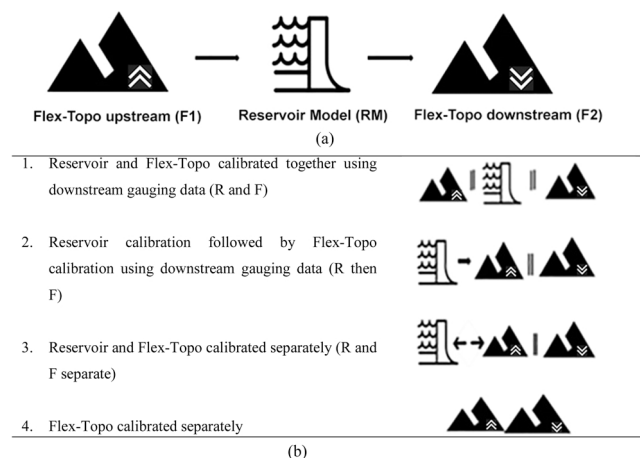 Flex-Topo upstream (F1)
Reservoir Model (RM)
Flex-Topo downstream (F2)
(a)
1. Reservoir and Flex-Topo calibrated together using
downstream gauging data (R and F)
2. Reservoir calibration followed by Flex-Topo
calibration using downstream gauging data (R then
F)
3. Reservoir and Flex-Topo calibrated separately (R and
F separate)
4. Flex-Topo calibrated separately
(b)